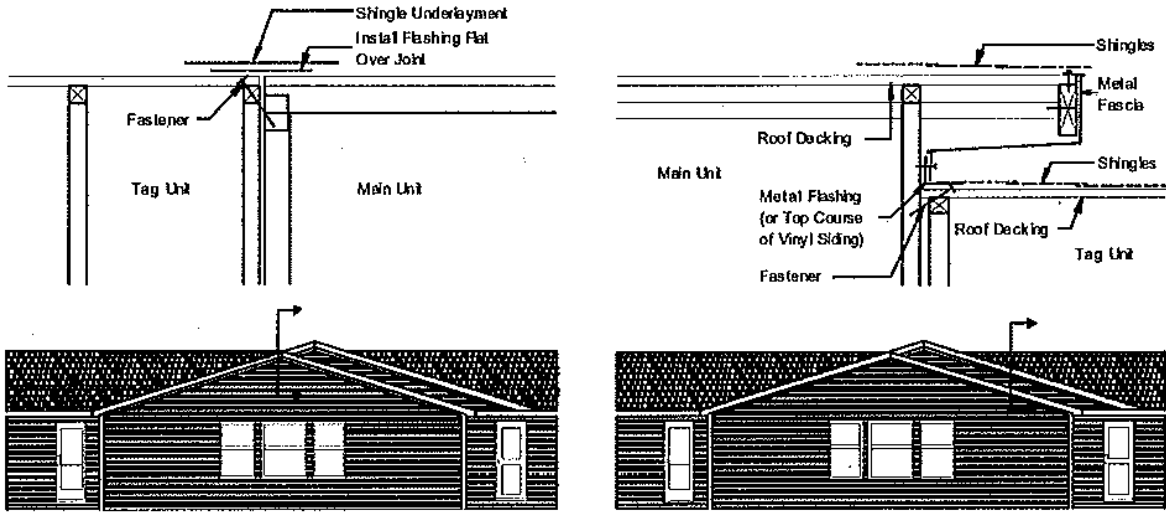 Shingle Underlayment
Install Flashing Flat
Over Joint
Fastener
Tag Unit
Main Unit
Shingles
Metal
Fascia
Roof Decking
Main Unit
Shingles
Metal Flashing
(or Top Course
of Vinyl Siding)
Roof Decking
Tag Unit
Fastener